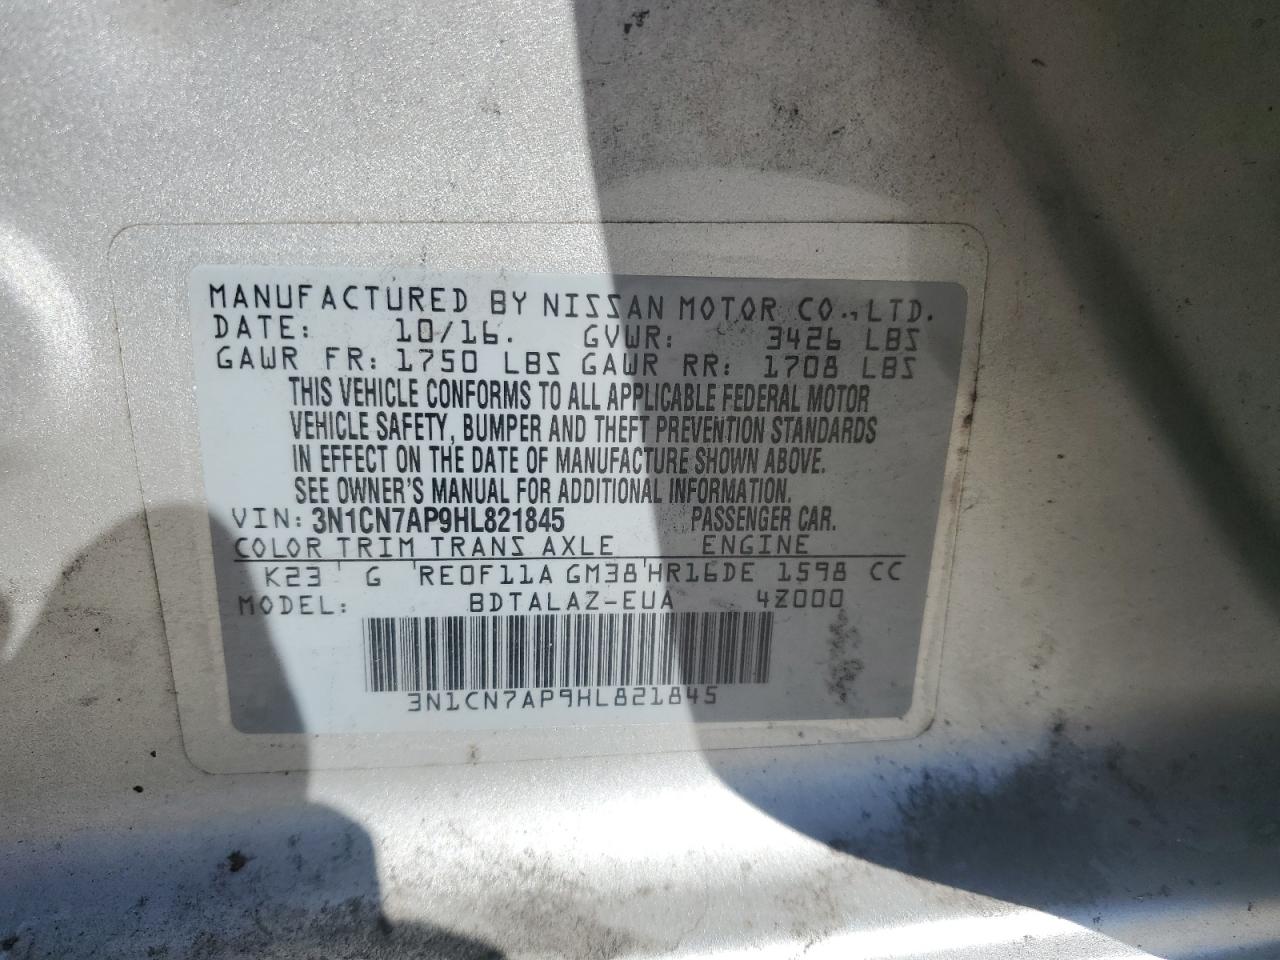 MANUFACTURED BY NISSAN MOTOR CO., LTD.
DATE: 10/16. GVWR: 3426 LBS
GAWR FR: 1750 LBS GAWR RR: 1708 LBS
THIS VEHICLE CONFORMS TO ALL APPLICABLE FEDERAL MOTOR
VEHICLE SAFETY, BUMPER AND THEFT PREVENTION STANDARDS
IN EFFECT ON THE DATE OF MANUFACTURE SHOWN ABOVE.
SEE OWNER'S MANUAL FOR ADDITIONAL INFORMATION.
VIN: 3N1CN7AP9HL821845 PASSENGER CAR.
COLOR TRIM TRANS AXLE ENGINE
K23 G RE0F11A GM38 HR16DE 1598 CC
MODEL: BDTALAZ-EUA 4Z000
3N1CN7AP9HL821845